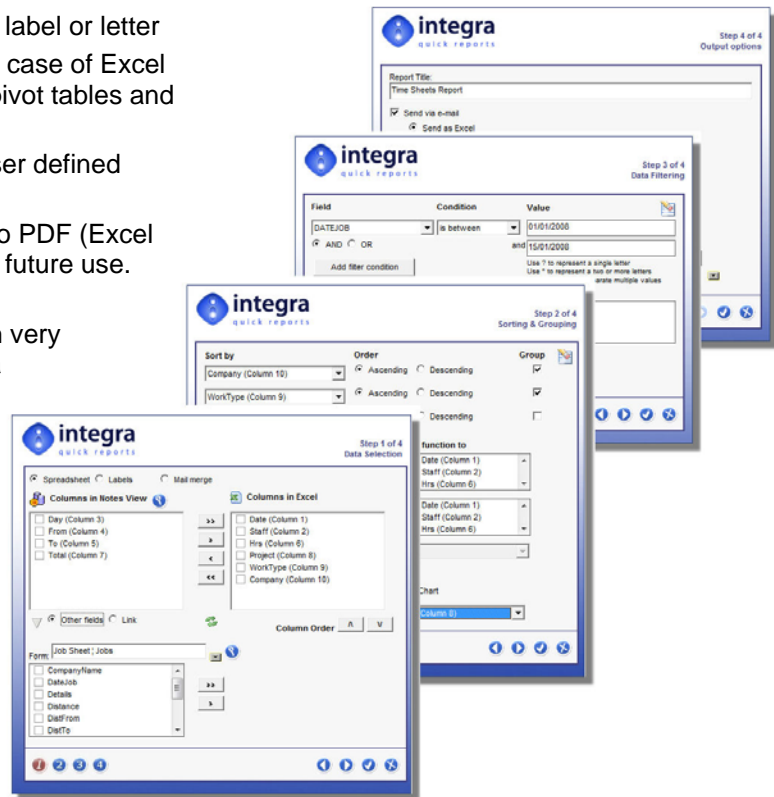 label or letter
case of Excel
pivot tables and
ser defined
o PDF (Excel
future use.
very
integra
quick reports
Step 4 of 4
Output options
Report Title:
Time Sheets Report
Send via e-mail
Send as Excel
integra
quick reports
Step 3 of 4
Data Filtering
Field Condition Value
DATEJOB is between 01/01/2008
AND OR and 15/01/2008
Add filter condition
Use ? to represent a single letter
Use * to represent a two or more letters
arate multiple values
integra
quick reports
Step 2 of 4
Sorting & Grouping
Sort by Order Group
Company (Column 10) Ascending Descending
WorkType (Column 9) Ascending Descending
Descending
function to
Date (Column 1)
Staff (Column 2)
Hrs (Column 6)
Date (Column 1)
Staff (Column 2)
Hrs (Column 6)
Chart
Column 8)
integra
quick reports
Step 1 of 4
Data Selection
Spreadsheet Labels Mail merge
Columns in Notes View Columns in Excel
Day (Column 3)
From (Column 4)
To (Column 5)
Total (Column 7)
>>
>
<
<<
Date (Column 1)
Staff (Column 2)
Hrs (Column 6)
Project (Column 8)
WorkType (Column 9)
Company (Column 10)
Other fields Link
Column Order
Form: Job Sheet ; Jobs
CompanyName
DateJob
Details
Distance
DistFrom
DistTo
>>
>
1 2 3 4